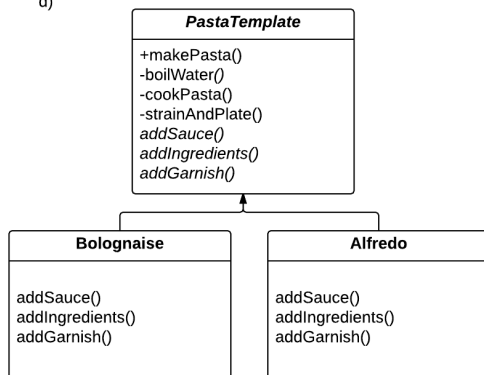 d)
PastaTemplate
+makePasta()
-boilWater()
-cookPasta()
-strainAndPlate()
addSauce()
addIngredients()
addGarnish()
Bolognaise
addSauce()
addIngredients()
addGarnish()
Alfredo
addSauce()
addIngredients()
addGarnish()